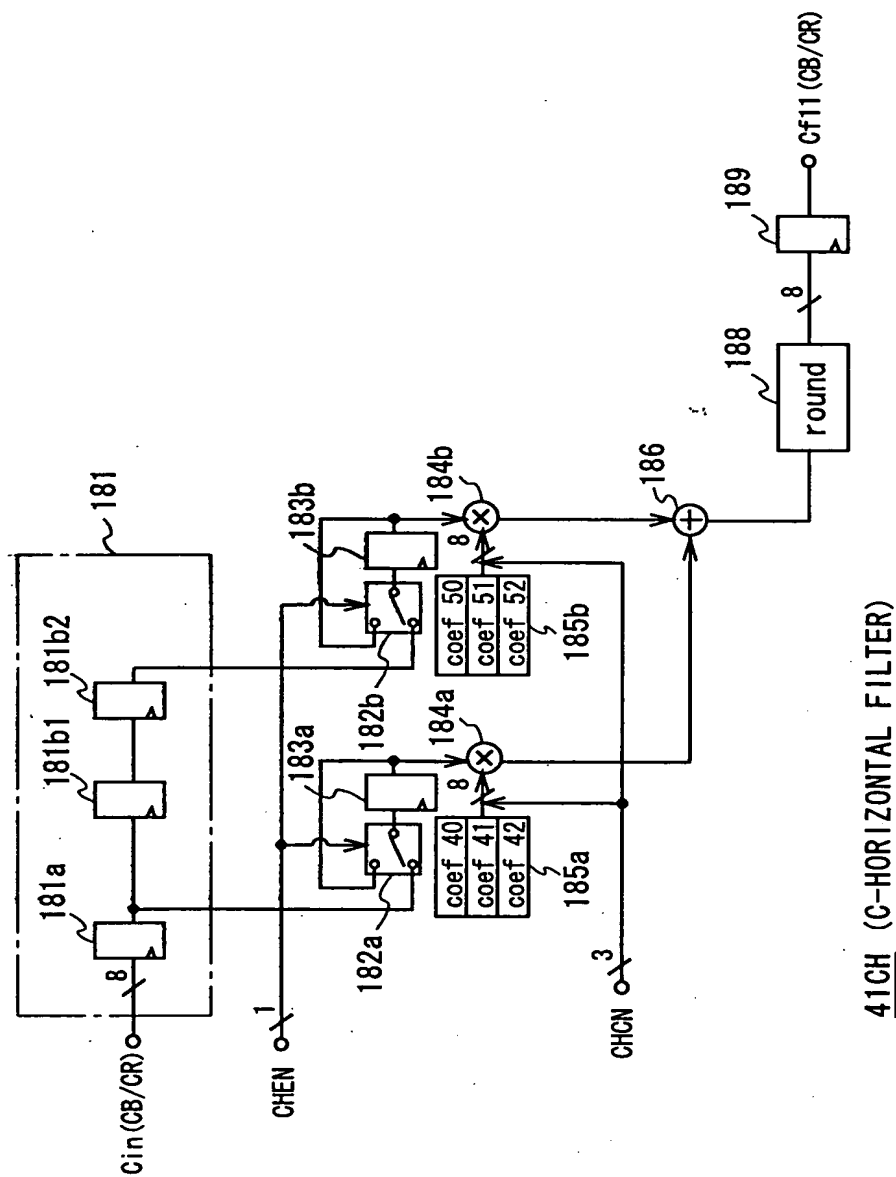 181
181a
181b1
181b2
8
Cin(CB/CR)
CHEN
1
182a
183a
182b
183b
184a
8
184b
8
coef 40
coef 41
coef 42
185a
coef 50
coef 51
coef 52
185b
CHCN
3
186
188
round
8
189
Cf11(CB/CR)
41CH (C-HORIZONTAL FILTER)